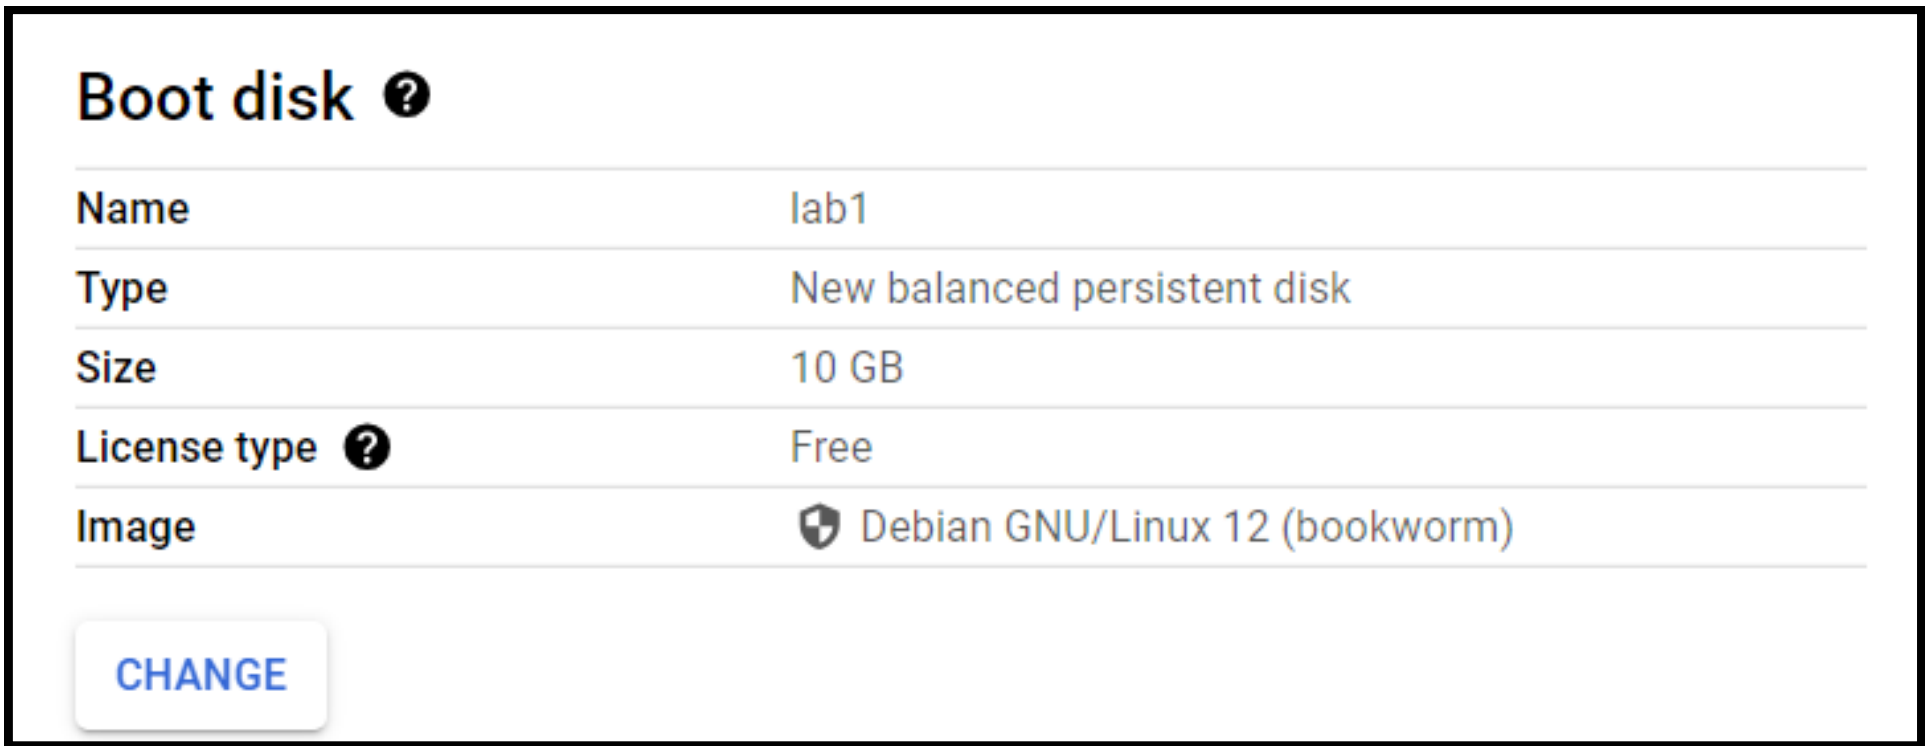 Boot disk
Name lab1
Type New balanced persistent disk
Size 10 GB
License type Free
Image Debian GNU/Linux 12 (bookworm)
CHANGE